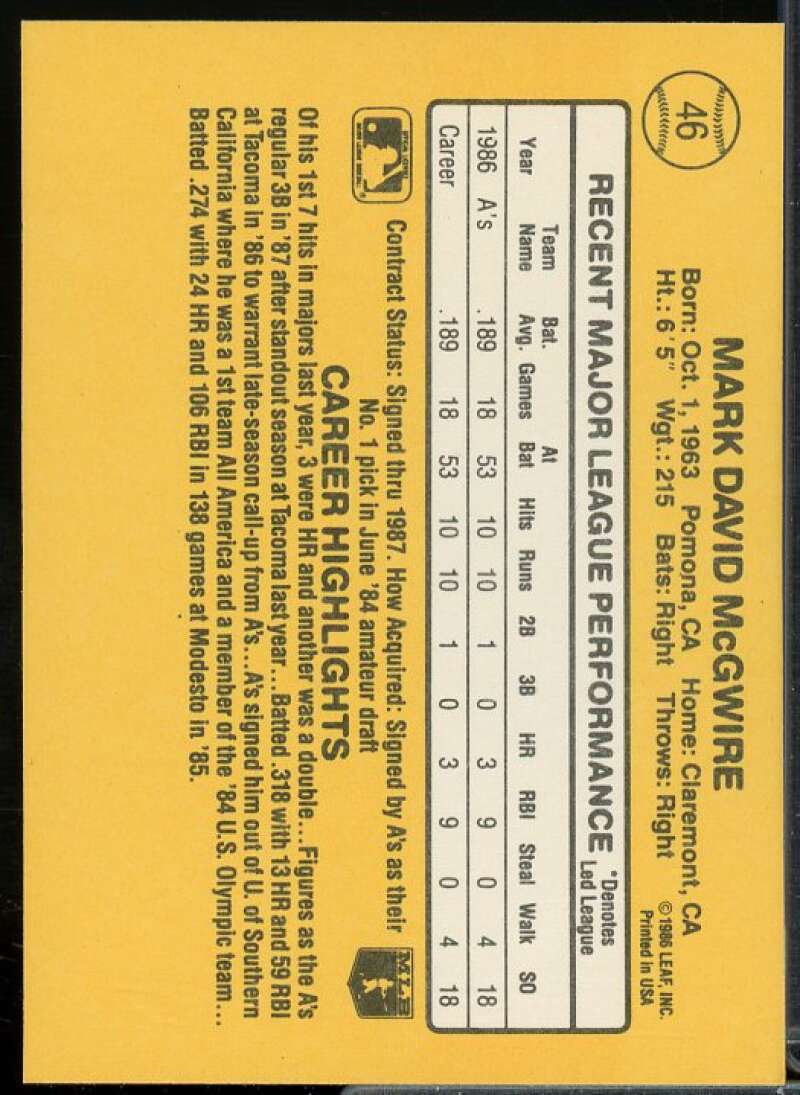 46
MARK DAVID McGWIRE
Born: Oct. 1, 1963 Pomona, CA Home: Claremont, CA
Ht.: 6'5" Wgt.: 215 Bats: Right Throws: Right
©1986 LEAF, INC.
Printed in USA
RECENT MAJOR LEAGUE PERFORMANCE *Denotes Led League
Year Team Name Bat. Avg. Games At Bat Hits Runs 2B 3B HR RBI Steal Walk SO
1986 A's .189 18 53 10 10 1 0 3 9 0 4 18
Career .189 18 53 10 10 1 0 3 9 0 4 18
Contract Status: Signed thru 1987. How Acquired: Signed by A's as their
No. 1 pick in June '84 amateur draft
MLB
CAREER HIGHLIGHTS
Of his 1st 7 hits in majors last year, 3 were HR and another was a double...Figures as the A's
regular 3B in '87 after standout season at Tacoma last year...Batted .318 with 13 HR and 59 RBI
at Tacoma in '86 to warrant late-season call-up from A's...A's signed him out of U. of Southern
California where he was a 1st team All America and a member of the '84 U.S. Olympic team...
Batted .274 with 24 HR and 106 RBI in 138 games at Modesto in '85.